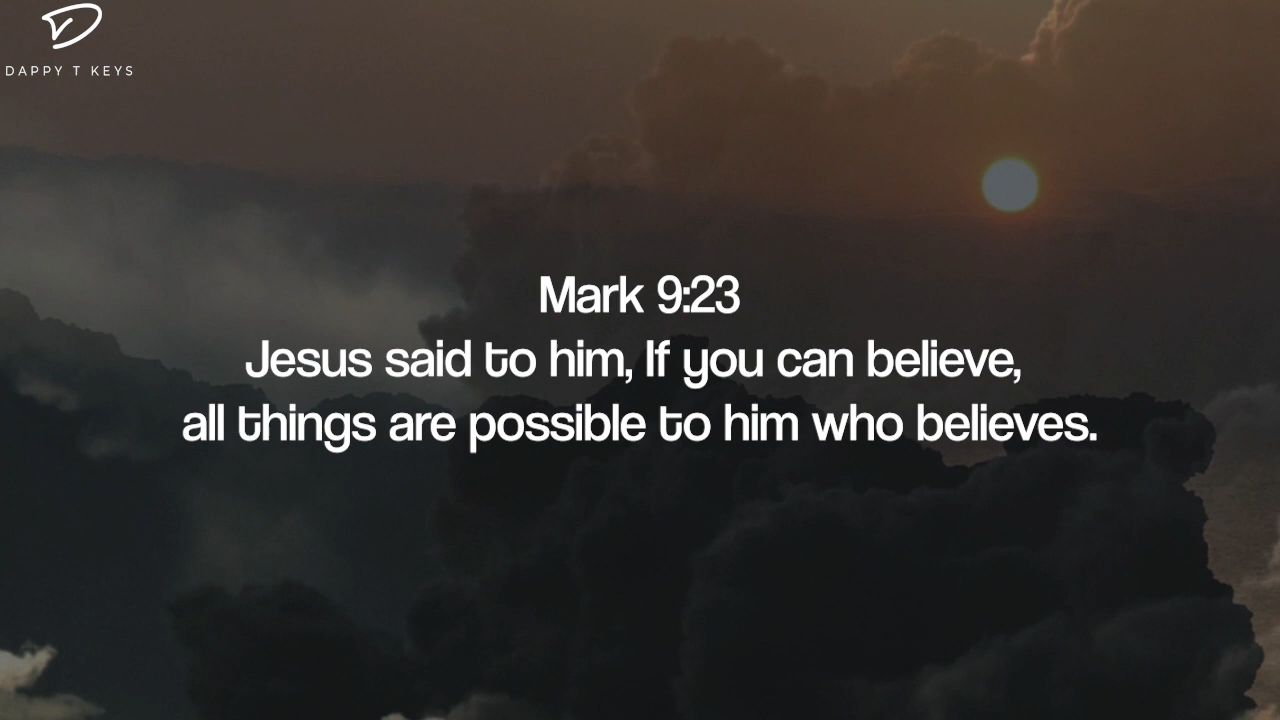 DAPPY T KEYS
Mark 9:23
Jesus said to him, If you can believe,
all things are possible to him who believes.